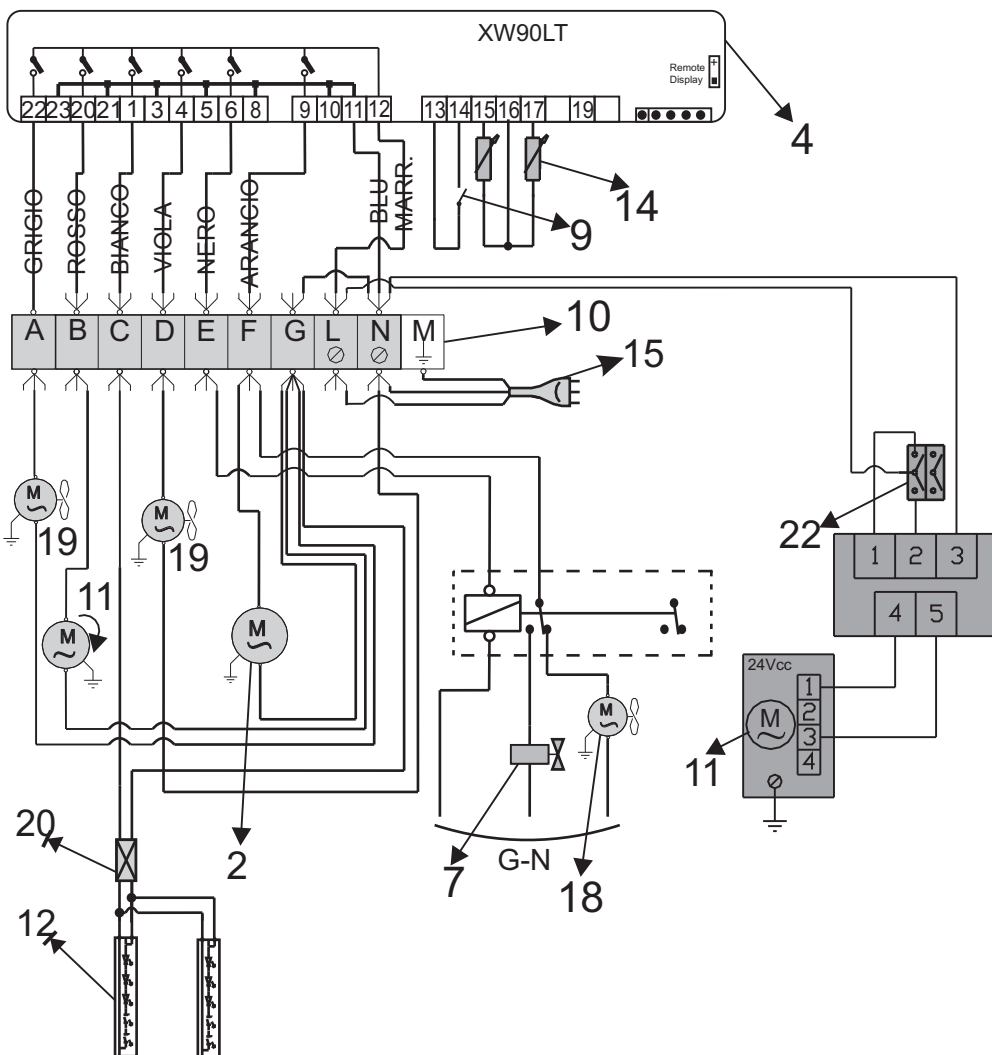 XW90LT
Remote
Display
+
4
22 23 20 21 1 3 4 5 6 8 9 10 11 12 13 14 15 16 17 19
GRIGIO
ROSSO
BIANCO
VIOLA
NERO
ARANCIO
BLU
MARR.
9
14
A B C D E F G L N M
10
15
M
19
M
19
22
1 2 3
4 5
11
M
M
2
24Vcc
M
1
2
3
4
11
M
7
G-N
18
20
12